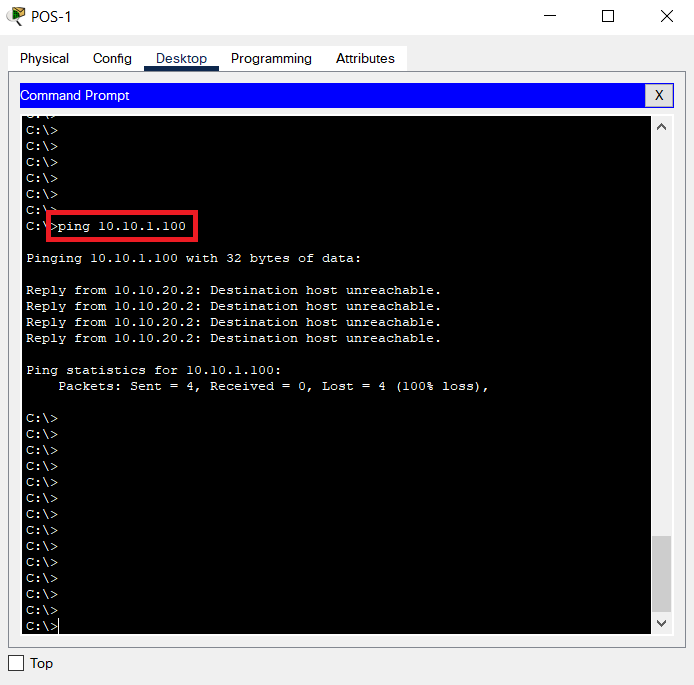 POS-1
Physical Config Desktop Programming Attributes
Command Prompt X
C:\>
C:\>
C:\>
C:\>
C:\>
C:\>
C:\>ping 10.10.1.100
Pinging 10.10.1.100 with 32 bytes of data:
Reply from 10.10.20.2: Destination host unreachable.
Reply from 10.10.20.2: Destination host unreachable.
Reply from 10.10.20.2: Destination host unreachable.
Reply from 10.10.20.2: Destination host unreachable.
Ping statistics for 10.10.1.100:
Packets: Sent = 4, Received = 0, Lost = 4 (100% loss),
C:\>
C:\>
C:\>
C:\>
C:\>
C:\>
C:\>
C:\>
C:\>
C:\>
C:\>
C:\>
C:\>
C:\>
Top